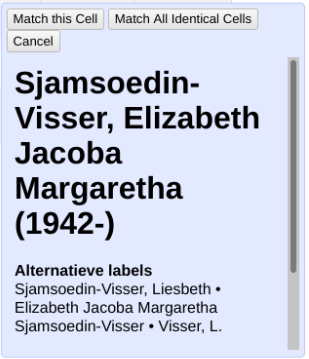 Match this Cell Match All Identical Cells
Cancel
Sjamsoedin-
Visser, Elizabeth
Jacoba
Margaretha
(1942-)
Alternatieve labels
Sjamsoedin-Visser, Liesbeth •
Elizabeth Jacoba Margaretha
Sjamsoedin-Visser • Visser, L.